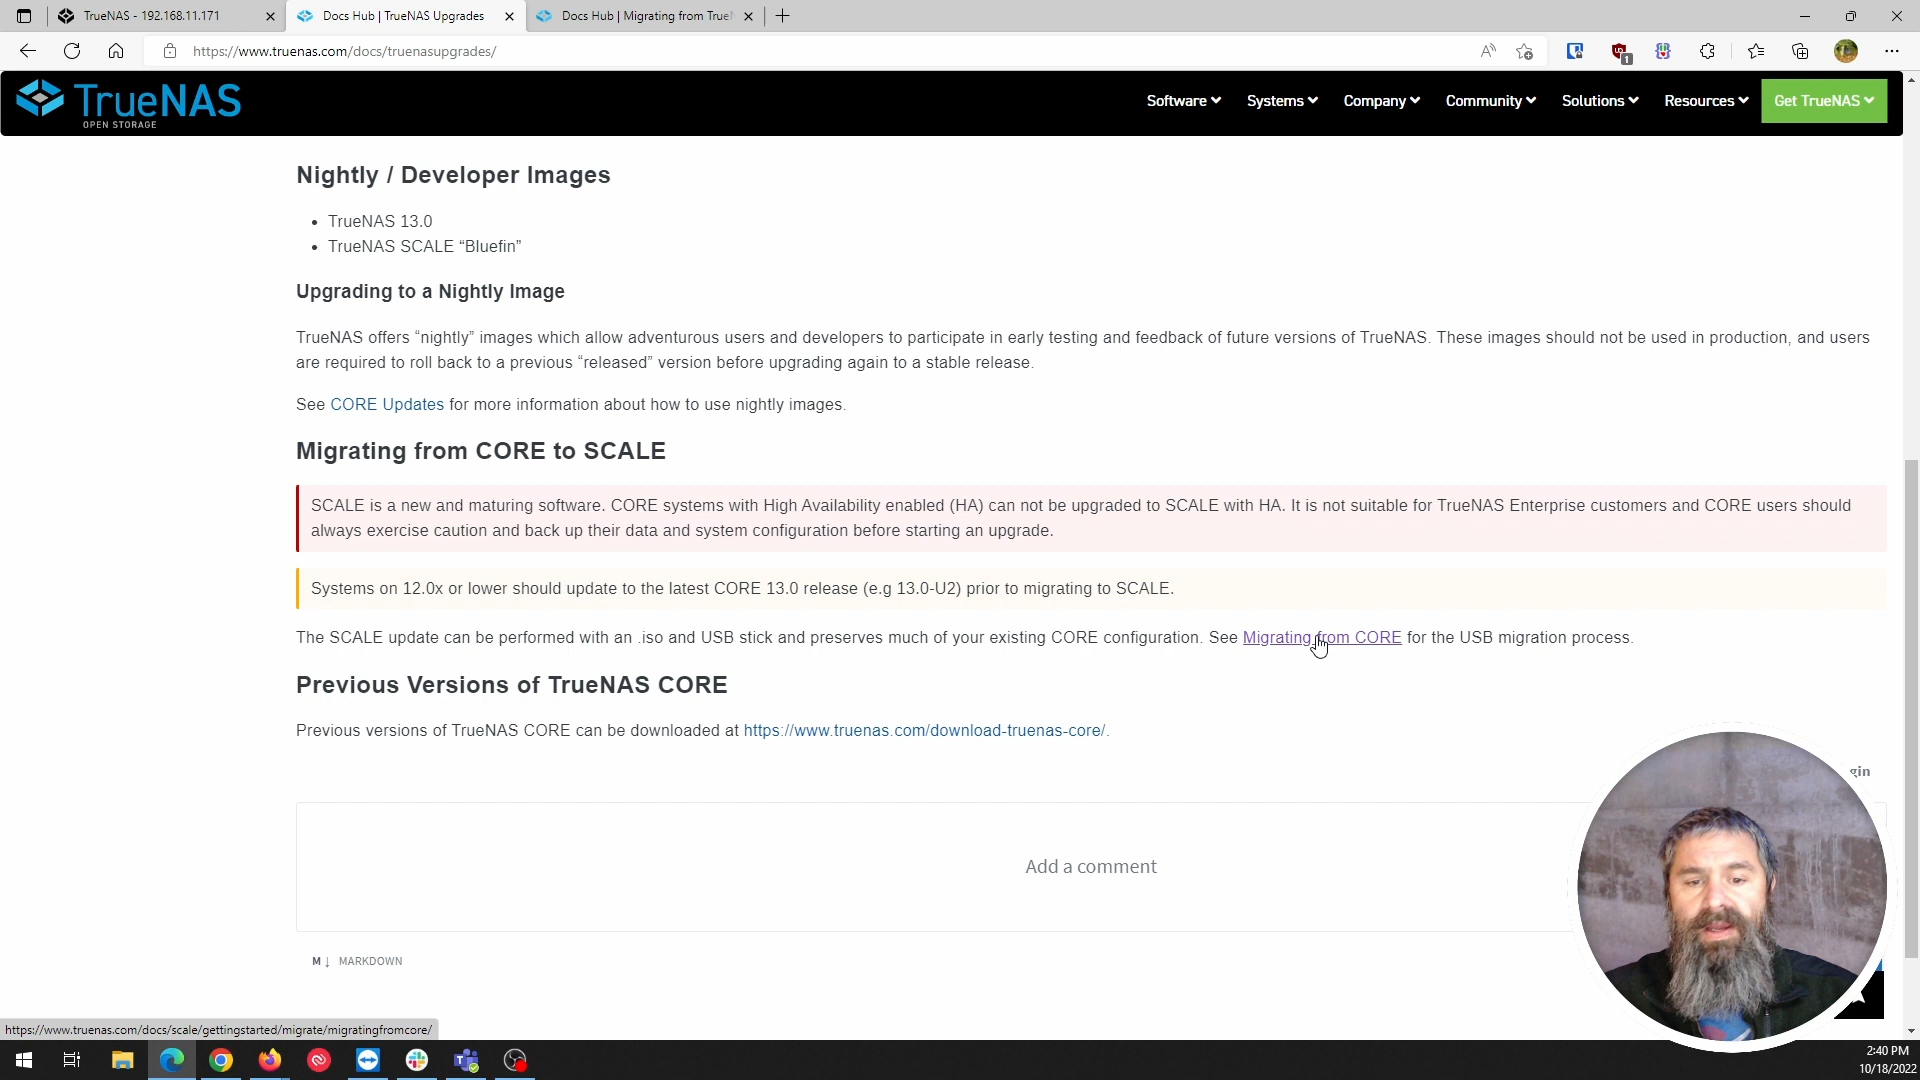 TrueNAS - 192.168.11.171
Docs Hub | TrueNAS Upgrades
Docs Hub | Migrating from TrueN
https://www.truenas.com/docs/truenasupgrades/
1
TrueNAS
OPEN STORAGE
Software
Systems
Company
Community
Solutions
Resources
Get TrueNAS
Nightly / Developer Images
• TrueNAS 13.0
• TrueNAS SCALE “Bluefin”
Upgrading to a Nightly Image
TrueNAS offers “nightly” images which allow adventurous users and developers to participate in early testing and feedback of future versions of TrueNAS. These images should not be used in production, and users
are required to roll back to a previous “released” version before upgrading again to a stable release.
See CORE Updates for more information about how to use nightly images.
Migrating from CORE to SCALE
SCALE is a new and maturing software. CORE systems with High Availability enabled (HA) can not be upgraded to SCALE with HA. It is not suitable for TrueNAS Enterprise customers and CORE users should
always exercise caution and back up their data and system configuration before starting an upgrade.
Systems on 12.0x or lower should update to the latest CORE 13.0 release (e.g 13.0-U2) prior to migrating to SCALE.
The SCALE update can be performed with an .iso and USB stick and preserves much of your existing CORE configuration. See Migrating from CORE for the USB migration process.
Previous Versions of TrueNAS CORE
Previous versions of TrueNAS CORE can be downloaded at https://www.truenas.com/download-truenas-core/.
gin
Add a comment
M↓ MARKDOWN
https://www.truenas.com/docs/scale/gettingstarted/migrate/migratingfromcore/
2:40 PM
10/18/2022